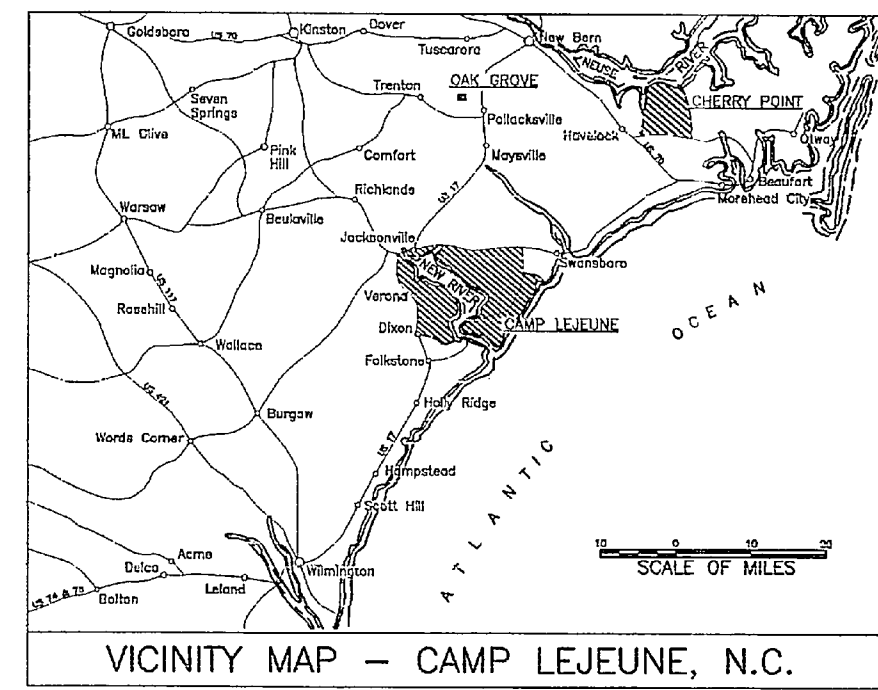 Goldsboro
US 70
Kinston
Dover
Tuscarora
New Bern
NEUSE RIVER
OAK GROVE
Trenton
Seven
Springs
CHERRY POINT
Pollacksville
Havelock
Mt. Olive
Pink
Hill
Comfort
Maysville
US 70
Otway
Richlands
US 17
Beaufort
Morehead City
Warsaw
Beulaville
Jacksonville
Swansboro
Magnolia
US 117
NEW RIVER
Verona
Rosehill
Dixon
CAMP LEJEUNE
Wallace
Folkstone
US 421
Holly Ridge
Burgaw
Words Corner
US 17
Hampstead
Scott Hill
ATLANTIC OCEAN
10 0 10 20
SCALE OF MILES
Acme
Delco
Wilmington
Leland
US 74 & 76
Bolton
VICINITY MAP – CAMP LEJEUNE, N.C.